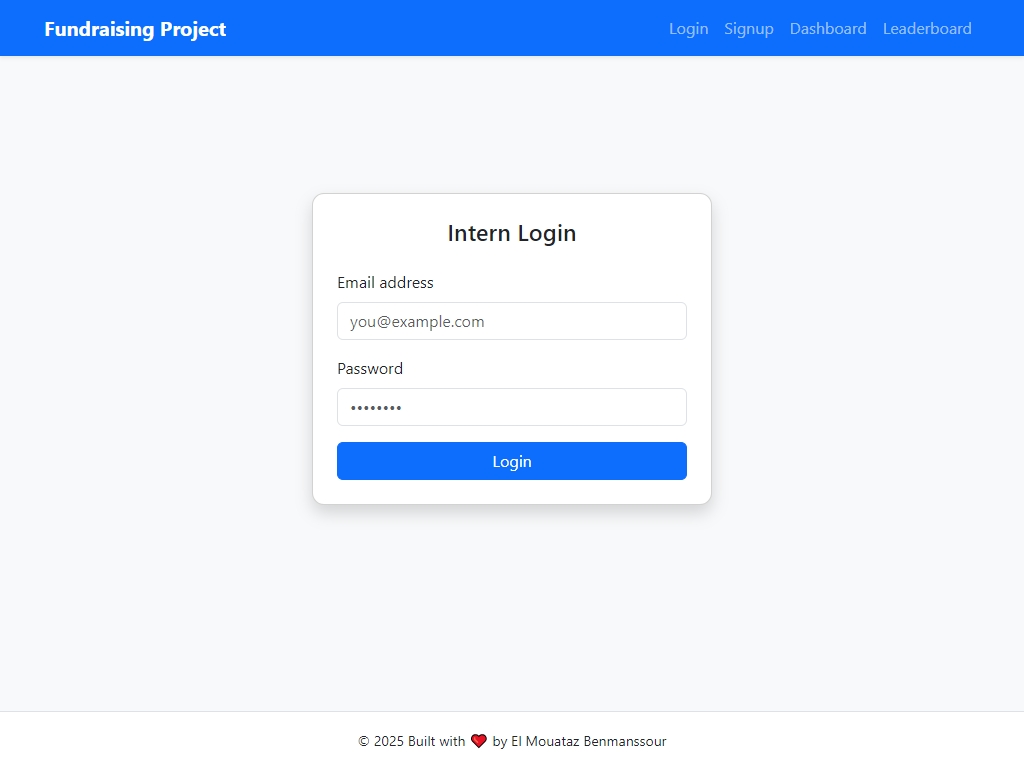 Fundraising Project
Login Signup Dashboard Leaderboard
Intern Login
Email address
you@example.com
Password
••••••••
Login
© 2025 Built with ❤️ by El Mouataz Benmanssour